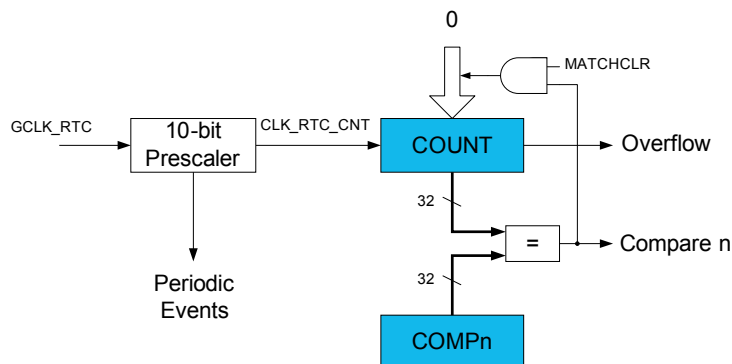 0
MATCHCLR
GCLK_RTC
10-bit
Prescaler
CLK_RTC_CNT
COUNT
Overflow
32
=
Compare n
32
Periodic
Events
COMPn